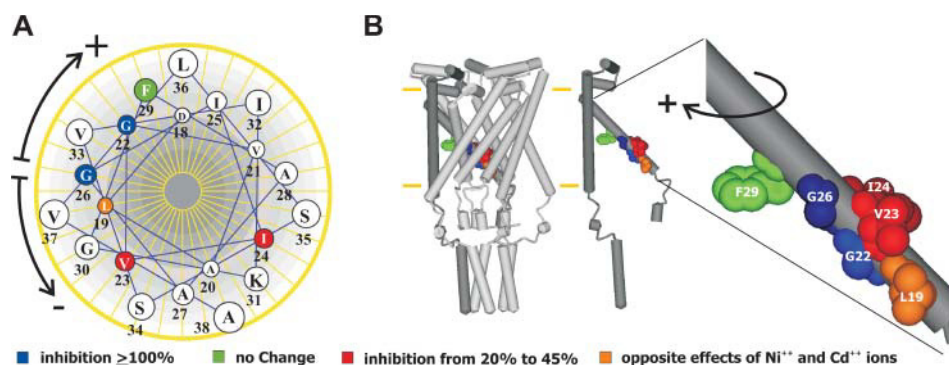 A
B
+
-
L
36
F
29
I
25
I
32
D
18
G
22
V
33
V
21
G
26
A
28
L
19
V
37
S
35
I
24
G
30
V
23
A
20
K
31
S
34
A
27
A
38
+
F29
G26
I24
V23
G22
L19
inhibition ≥100%
no Change
inhibition from 20% to 45%
opposite effects of Ni⁺⁺ and Cd⁺⁺ ions